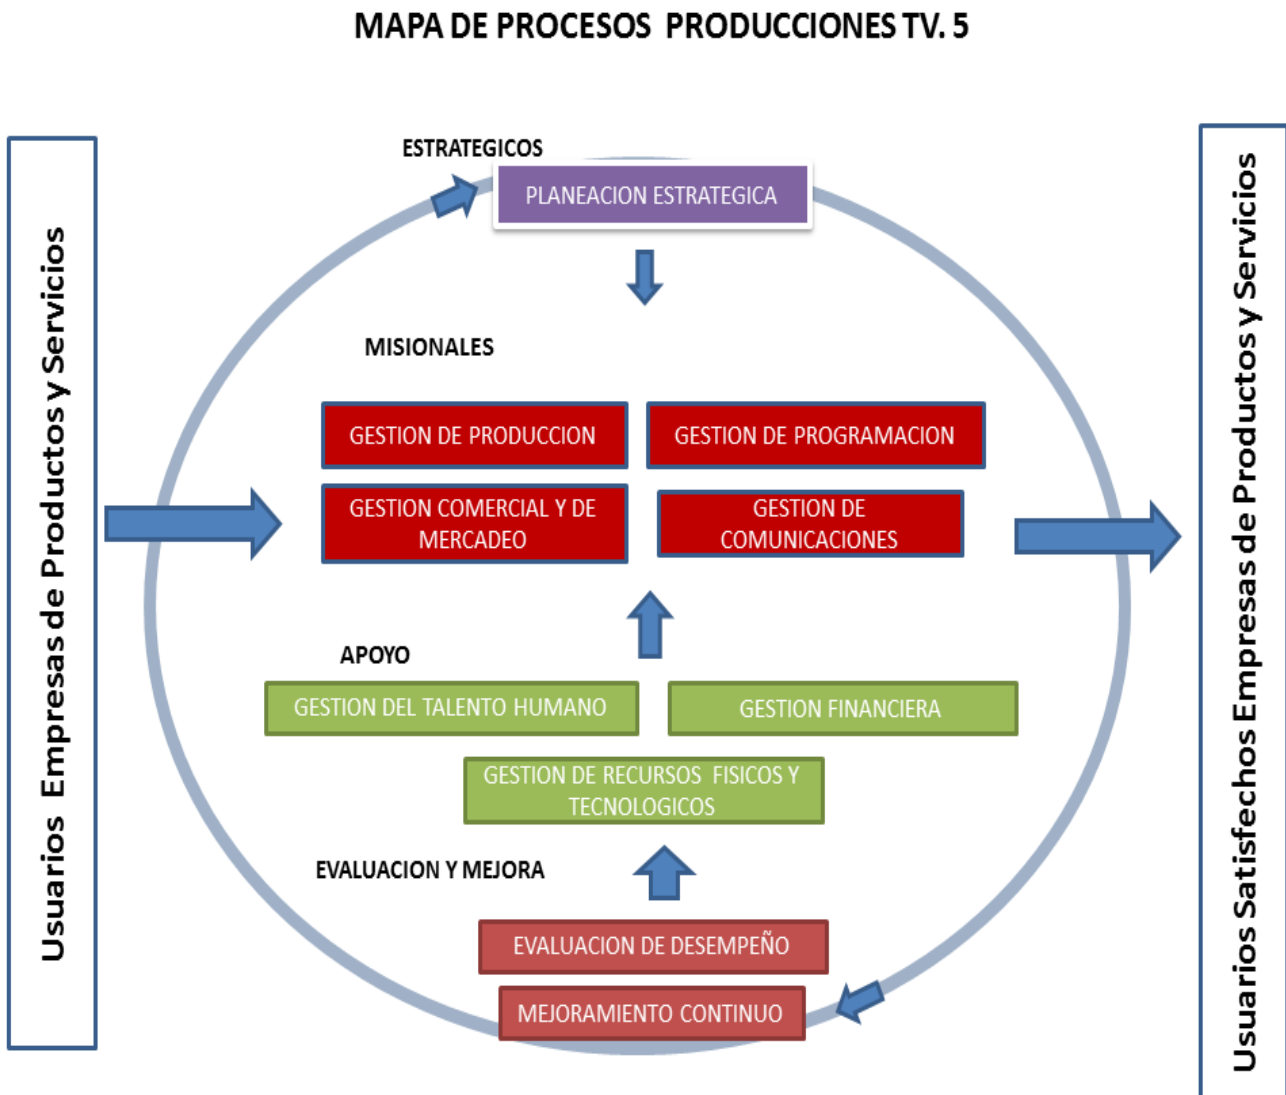 MAPA DE PROCESOS PRODUCCIONES TV. 5
Usuarios Empresas de Productos y Servicios
ESTRATEGICOS
PLANEACION ESTRATEGICA
MISIONALES
GESTION DE PRODUCCION
GESTION DE PROGRAMACION
GESTION COMERCIAL Y DE
MERCADEO
GESTION DE
COMUNICACIONES
APOYO
GESTION DEL TALENTO HUMANO
GESTION FINANCIERA
GESTION DE RECURSOS FISICOS Y
TECNOLOGICOS
EVALUACION Y MEJORA
EVALUACION DE DESEMPEÑO
MEJORAMIENTO CONTINUO
Usuarios Satisfechos Empresas de Productos y Servicios